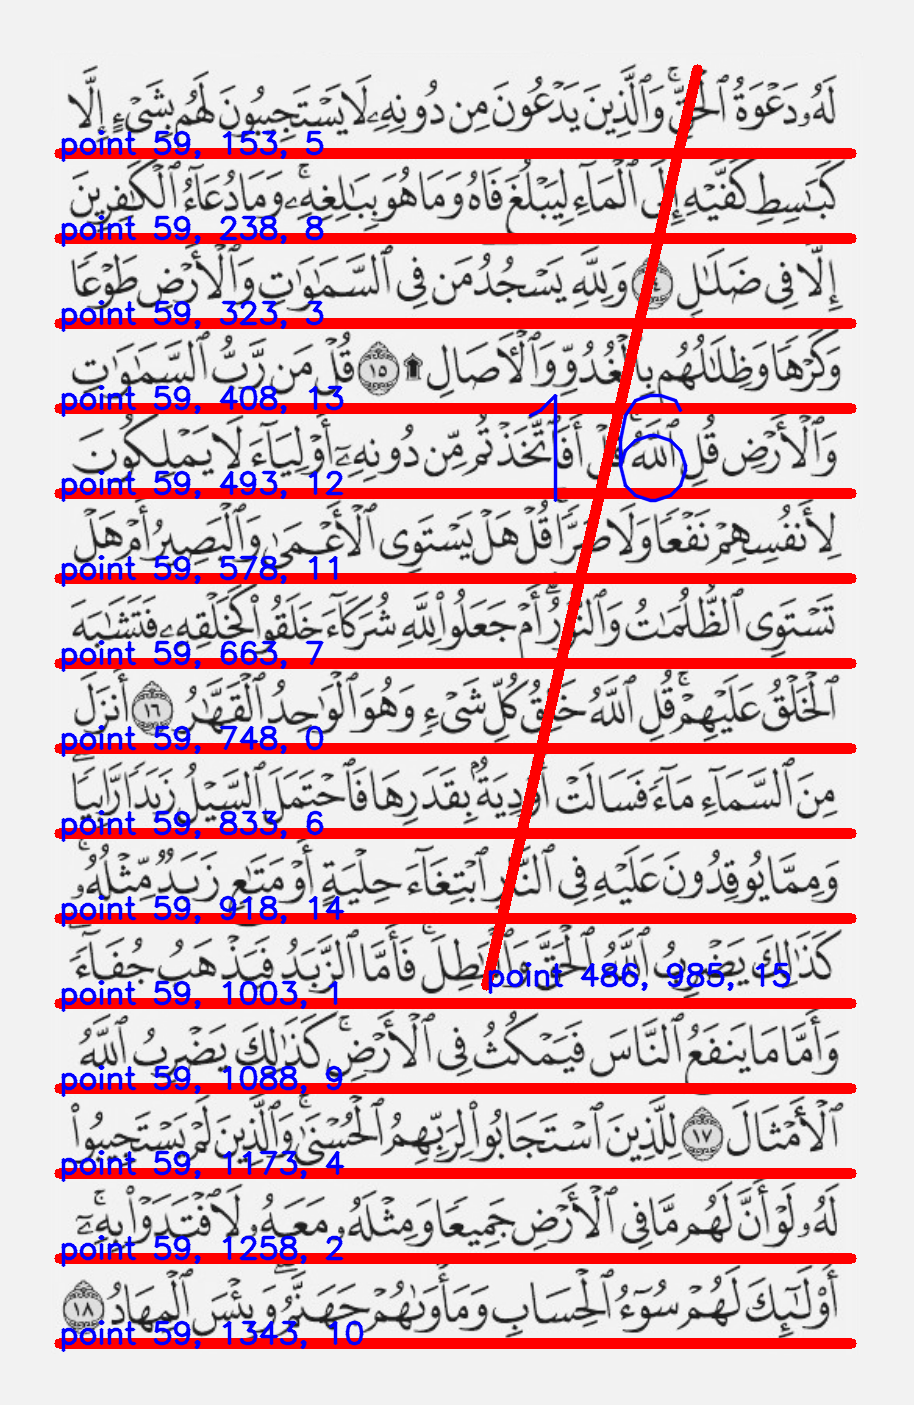 لَهُۥ دَعْوَةُ ٱلْحَقِّ ۖ وَٱلَّذِينَ يَدْعُونَ مِن دُونِهِۦ لَا يَسْتَجِيبُونَ لَهُم بِشَىْءٍ إِلَّا
point 59, 153, 5
كَبَـٰسِطِ كَفَّيْهِ إِلَى ٱلْمَآءِ لِيَبْلُغَ فَاهُ وَمَا هُوَ بِبَـٰلِغِهِۦ ۚ وَمَا دُعَآءُ ٱلْكَـٰفِرِينَ
point 59, 238, 8
إِلَّا فِى ضَلَـٰلٍ ١٤ وَلِلَّهِ يَسْجُدُ مَن فِى ٱلسَّمَـٰوَٰتِ وَٱلْأَرْضِ طَوْعًا
point 59, 323, 3
وَكَرْهًا وَظِلَـٰلُهُم بِٱلْغُدُوِّ وَٱلْـَٔاصَالِ ۩ ١٥ قُلْ مَن رَّبُّ ٱلسَّمَـٰوَٰتِ
point 59, 408, 13
وَٱلْأَرْضِ قُلِ ٱللَّهُ ۚ قُلْ أَفَٱتَّخَذْتُم مِّن دُونِهِۦٓ أَوْلِيَآءَ لَا يَمْلِكُونَ
1
point 59, 493, 12
لِأَنفُسِهِمْ نَفْعًا وَلَا ضَرًّا ۚ قُلْ هَلْ يَسْتَوِى ٱلْأَعْمَىٰ وَٱلْبَصِيرُ أَمْ هَلْ
point 59, 578, 11
تَسْتَوِى ٱلظُّلُمَـٰتُ وَٱلنُّورُ ۗ أَمْ جَعَلُوا۟ لِلَّهِ شُرَكَآءَ خَلَقُوا۟ كَخَلْقِهِۦ فَتَشَـٰبَهَ
point 59, 663, 7
ٱلْخَلْقُ عَلَيْهِمْ ۚ قُلِ ٱللَّهُ خَـٰلِقُ كُلِّ شَىْءٍ وَهُوَ ٱلْوَٰحِدُ ٱلْقَهَّـٰرُ ١٦ أَنزَلَ
point 59, 748, 0
مِنَ ٱلسَّمَآءِ مَآءً فَسَالَتْ أَوْدِيَةٌۢ بِقَدَرِهَا فَٱحْتَمَلَ ٱلسَّيْلُ زَبَدًا رَّابِيًا ۚ
point 59, 833, 6
وَمِمَّا يُوقِدُونَ عَلَيْهِ فِى ٱلنَّارِ ٱبْتِغَآءَ حِلْيَةٍ أَوْ مَتَـٰعٍ زَبَدٌ مِّثْلُهُۥ ۚ
point 59, 918, 14
كَذَٰلِكَ يَضْرِبُ ٱللَّهُ ٱلْحَقَّ وَٱلْبَـٰطِلَ ۚ فَأَمَّا ٱلزَّبَدُ فَيَذْهَبُ جُفَآءً ۖ
point 486, 985, 15
point 59, 1003, 1
وَأَمَّا مَا يَنفَعُ ٱلنَّاسَ فَيَمْكُثُ فِى ٱلْأَرْضِ ۚ كَذَٰلِكَ يَضْرِبُ ٱللَّهُ
point 59, 1088, 9
ٱلْأَمْثَالَ ١٧ لِلَّذِينَ ٱسْتَجَابُوا۟ لِرَبِّهِمُ ٱلْحُسْنَىٰ ۚ وَٱلَّذِينَ لَمْ يَسْتَجِيبُوا۟
point 59, 1173, 4
لَهُۥ لَوْ أَنَّ لَهُم مَّا فِى ٱلْأَرْضِ جَمِيعًا وَمِثْلَهُۥ مَعَهُۥ لَٱفْتَدَوْا۟ بِهِۦٓ ۚ
point 59, 1258, 2
أُو۟لَـٰٓئِكَ لَهُمْ سُوٓءُ ٱلْحِسَابِ وَمَأْوَىٰهُمْ جَهَنَّمُ ۖ وَبِئْسَ ٱلْمِهَادُ ١٨
point 59, 1343, 10